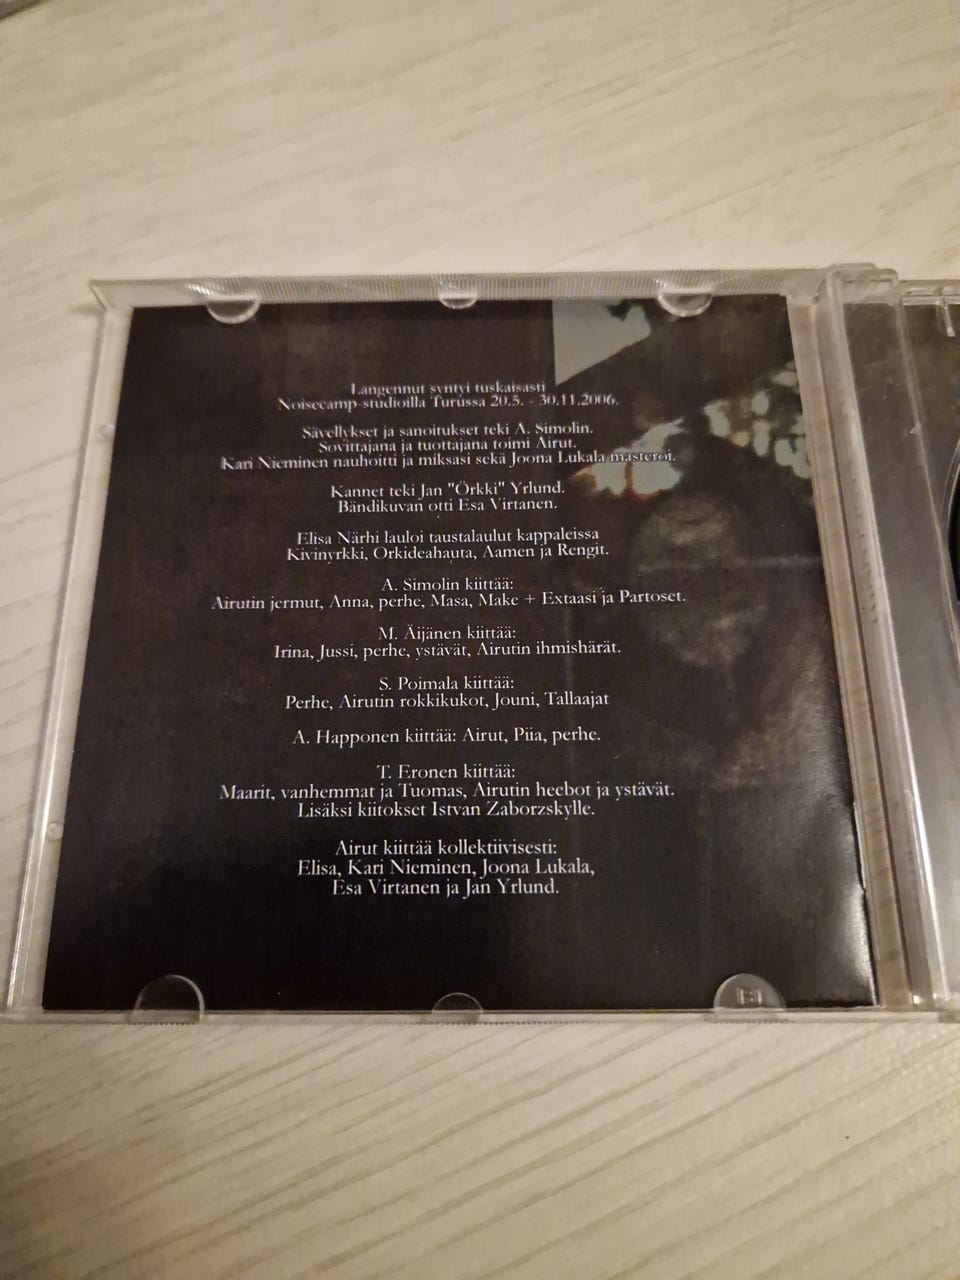 Langennut syntyi tuskaisasti
Noisecamp-studioilla Turussa 20.5. - 30.11.2006.
Sävellykset ja sanoitukset teki A. Simolin.
Sovittajana ja tuottajana toimi Airut.
Kari Nieminen nauhoitti ja miksasi sekä Joona Lukala masteroi.
Kannet teki Jan "Örkki" Yrlund.
Bändikuvan otti Esa Virtanen.
Elisa Närhi lauloi taustalaulut kappaleissa
Kivinyrkki, Orkideahauta, Aamen ja Rengit.
A. Simolin kiittää:
Airutin jermut, Anna, perhe, Masa, Make + Extaasi ja Partoset.
M. Äijänen kiittää:
Irina, Jussi, perhe, ystävät, Airutin ihmishärät.
S. Poimala kiittää:
Perhe, Airutin rokkikukot, Jouni, Tallaajat
A. Happonen kiittää: Airut, Piia, perhe.
T. Eronen kiittää:
Maarit, vanhemmat ja Tuomas, Airutin heebot ja ystävät.
Lisäksi kiitokset Istvan Zaborzskylle.
Airut kiittää kollektiivisesti:
Elisa, Kari Nieminen, Joona Lukala,
Esa Virtanen ja Jan Yrlund.